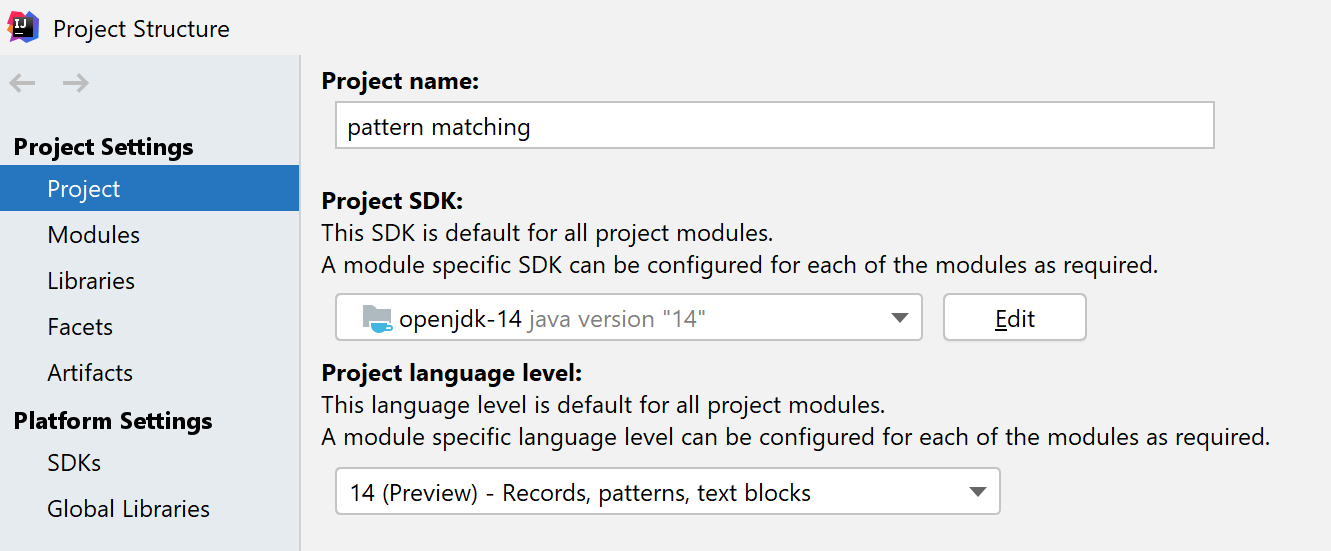 Project Structure
Project Settings
Project
Modules
Libraries
Facets
Artifacts
Platform Settings
SDKs
Global Libraries
Project name:
pattern matching
Project SDK:
This SDK is default for all project modules.
A module specific SDK can be configured for each of the modules as required.
openjdk-14 java version "14"
Edit
Project language level:
This language level is default for all project modules.
A module specific language level can be configured for each of the modules as required.
14 (Preview) - Records, patterns, text blocks